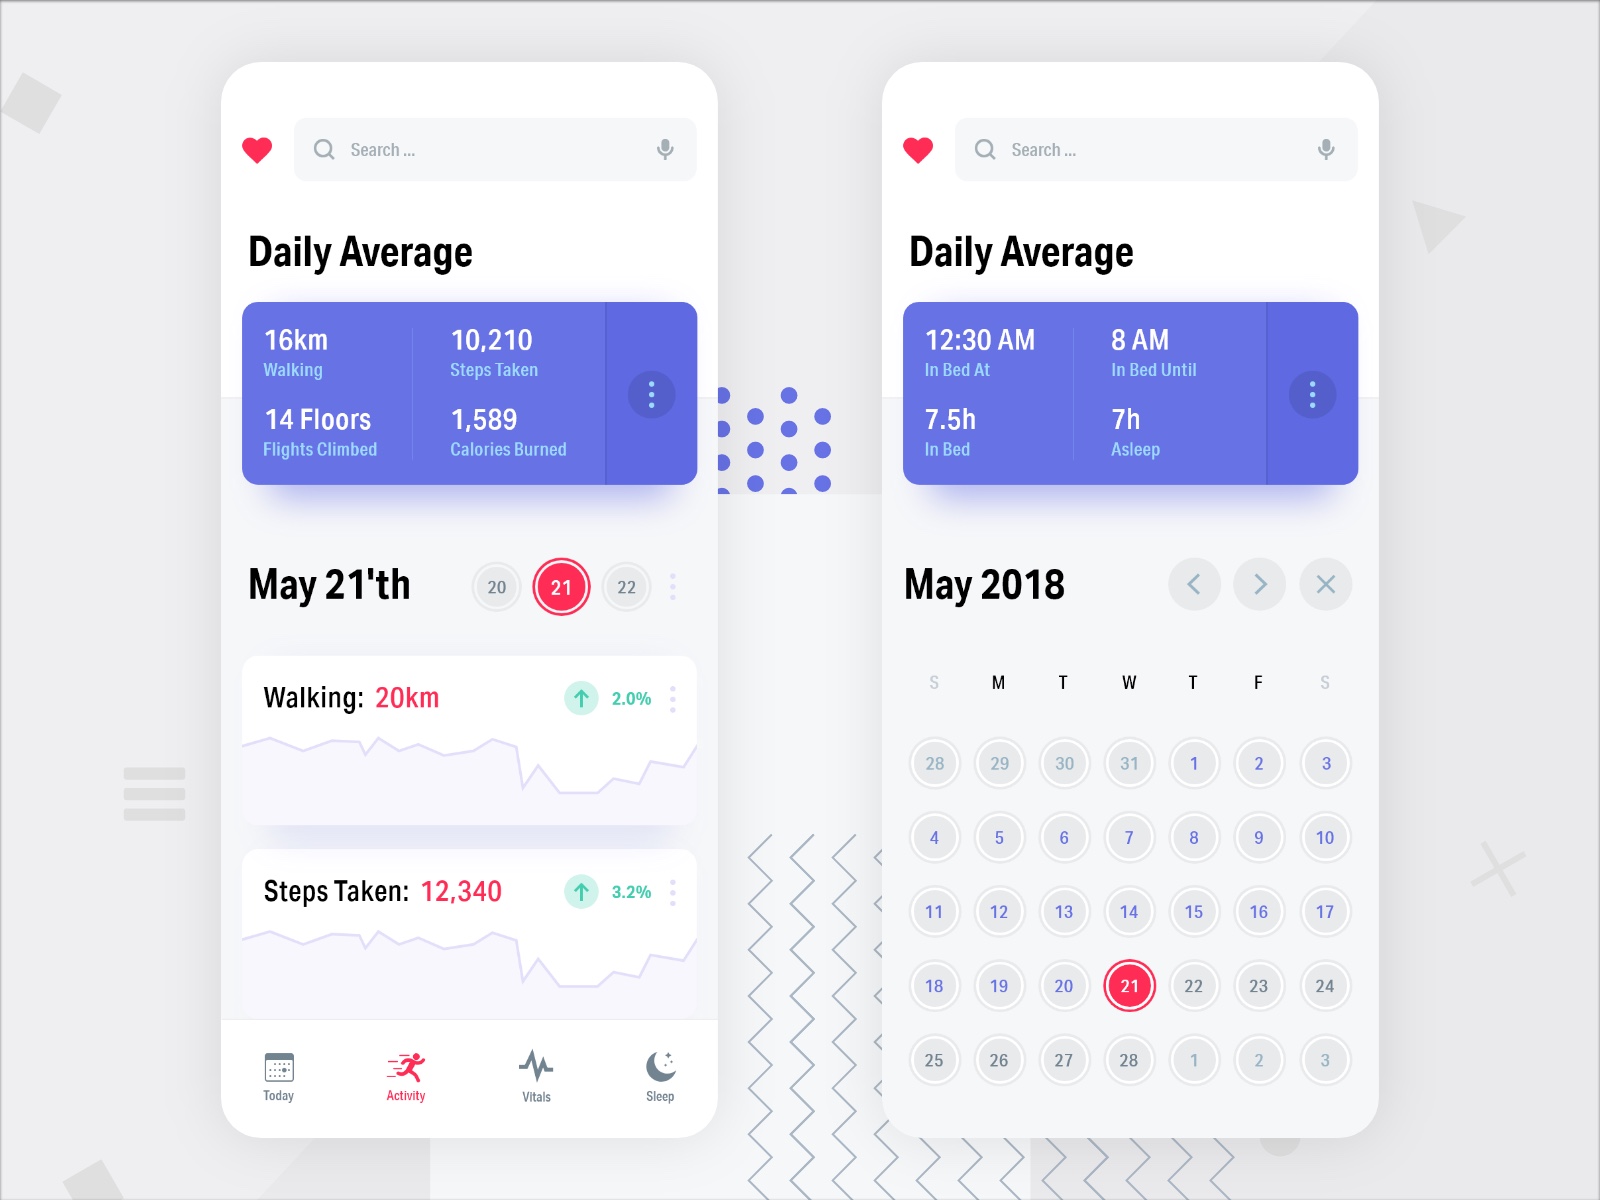 Search ...
Daily Average
16km 10,210
Walking Steps Taken
14 Floors 1,589
Flights Climbed Calories Burned
May 21'th 20 21 22
Walking: 20km 2.0%
Steps Taken: 12,340 3.2%
Today Activity Vitals Sleep
Search ...
Daily Average
12:30 AM 8 AM
In Bed At In Bed Until
7.5h 7h
In Bed Asleep
May 2018
S M T W T F S
28 29 30 31 1 2 3
4 5 6 7 8 9 10
11 12 13 14 15 16 17
18 19 20 21 22 23 24
25 26 27 28 1 2 3